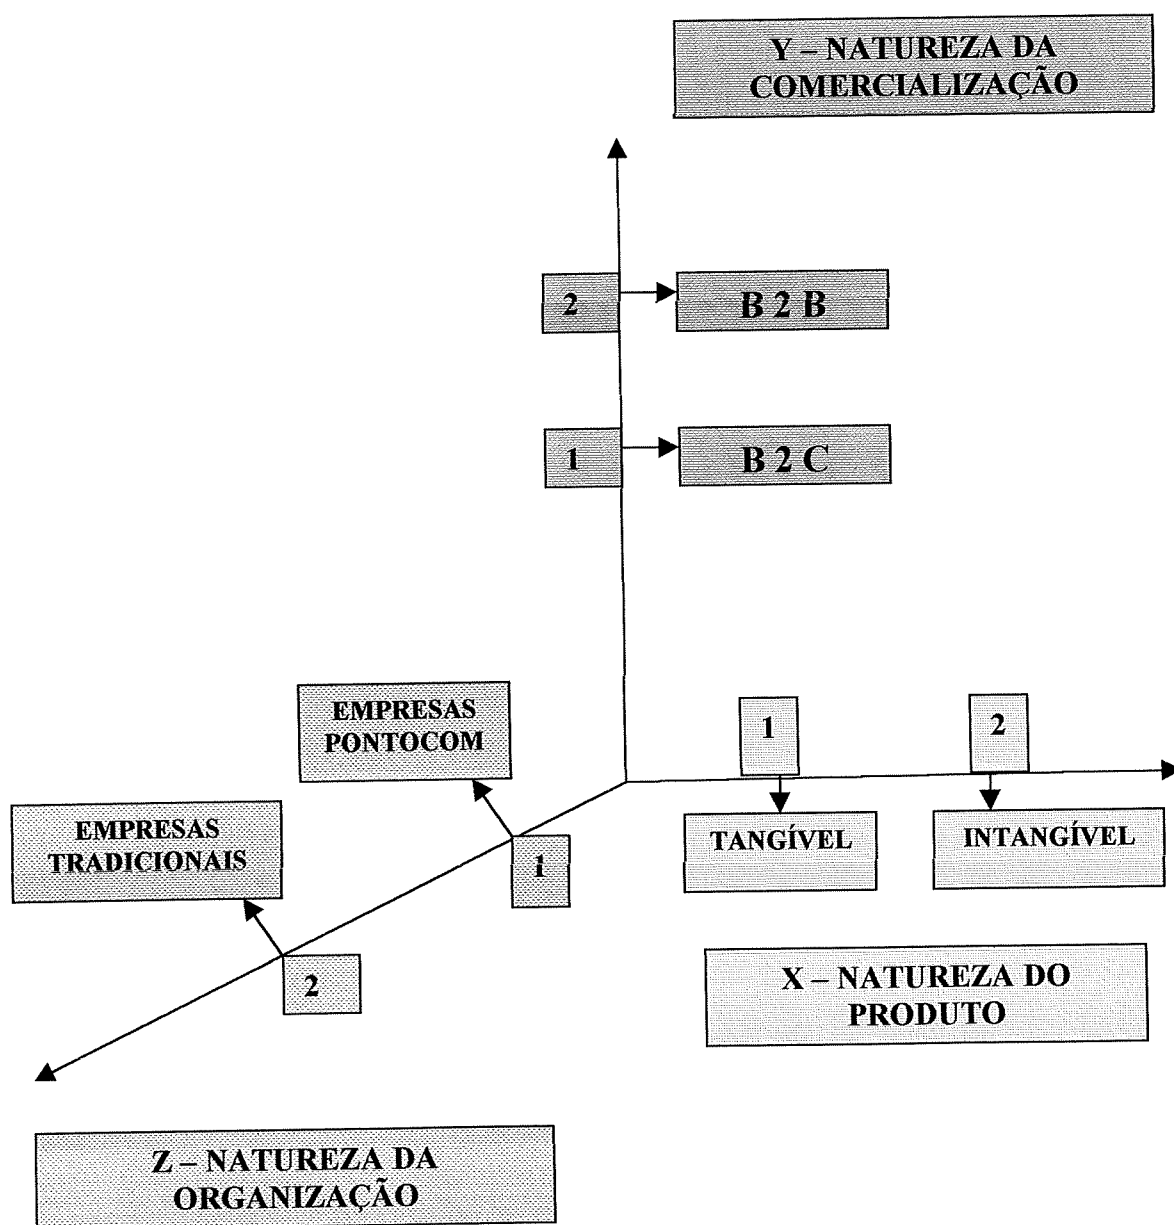 Y – NATUREZA DA
COMERCIALIZAÇÃO
2
B 2 B
1
B 2 C
EMPRESAS
PONTOCOM
1
2
EMPRESAS
TRADICIONAIS
1
TANGÍVEL
INTANGÍVEL
2
X – NATUREZA DO
PRODUTO
Z – NATUREZA DA
ORGANIZAÇÃO